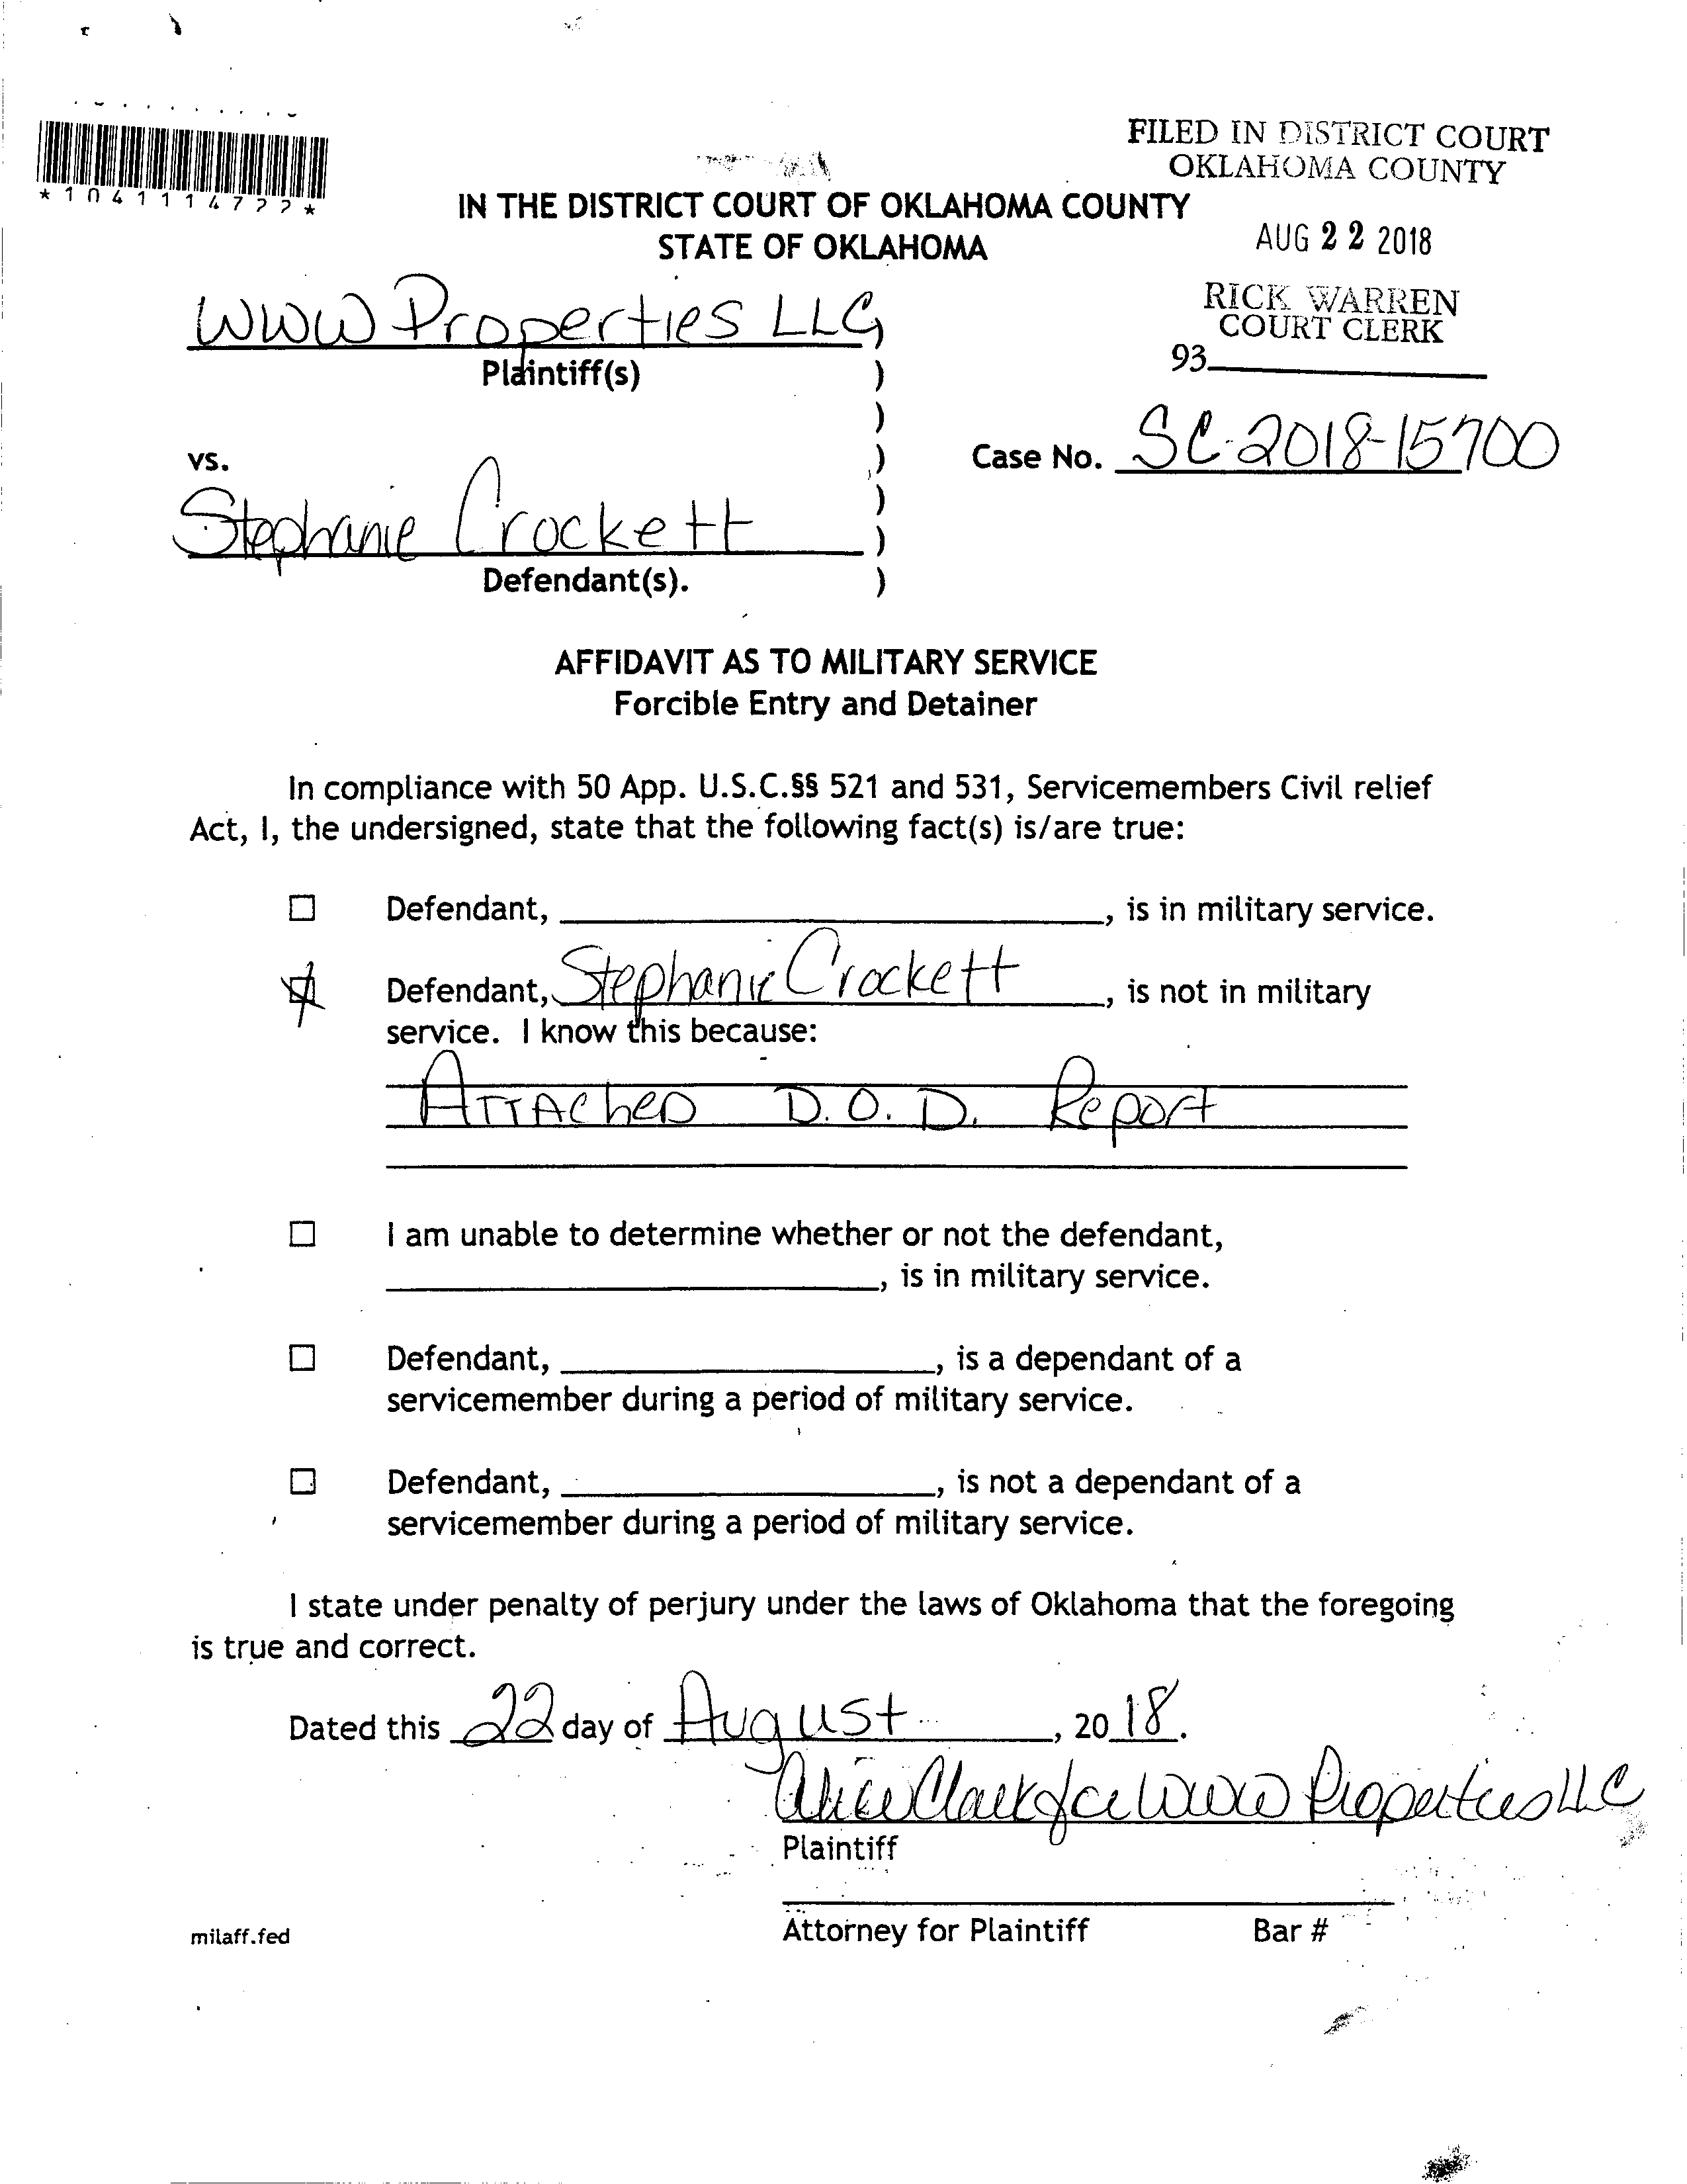 *1041114722*
FILED IN DISTRICT COURT
OKLAHOMA COUNTY
IN THE DISTRICT COURT OF OKLAHOMA COUNTY
STATE OF OKLAHOMA
AUG 22 2018
RICK WARREN
COURT CLERK
93
WWW Properties LLC )
Plaintiff(s) )
)
vs. )
Case No. SC-2018-15700
)
Stephanie Crockett )
Defendant(s). )
AFFIDAVIT AS TO MILITARY SERVICE
Forcible Entry and Detainer
In compliance with 50 App. U.S.C.§§ 521 and 531, Servicemembers Civil relief
Act, I, the undersigned, state that the following fact(s) is/are true:
Defendant, , is in military service.
Defendant, Stephanie Crockett , is not in military
service. I know this because:
Attached D.O.D. Report
I am unable to determine whether or not the defendant,
, is in military service.
Defendant, , is a dependant of a
servicemember during a period of military service.
Defendant, , is not a dependant of a
servicemember during a period of military service.
I state under penalty of perjury under the laws of Oklahoma that the foregoing
is true and correct.
Dated this 22 day of August , 20 18.
Alice Clark for WWW Properties LLC
Plaintiff
Attorney for Plaintiff Bar #
milaff.fed